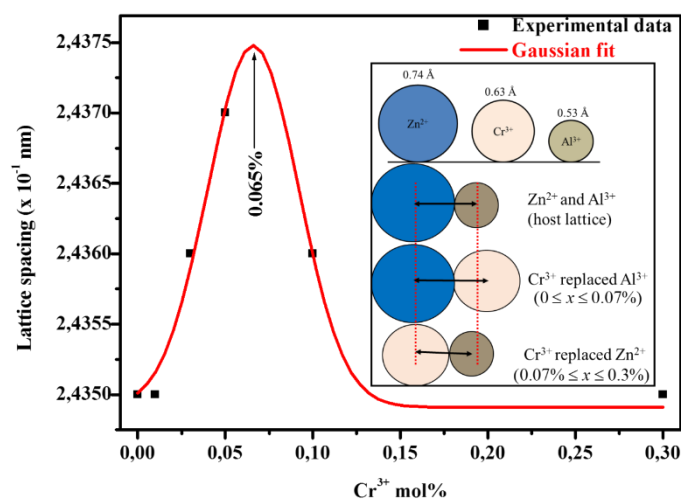 Experimental data
Gaussian fit
2,4375
2,4370
2,4365
2,4360
2,4355
2,4350
Lattice spacing (x 10⁻¹ nm)
0.065%
0.74 Å
0.63 Å
0.53 Å
Zn²⁺
Cr³⁺
Al³⁺
Zn²⁺ and Al³⁺
(host lattice)
Cr³⁺ replaced Al³⁺
(0 ≤ x ≤ 0.07%)
Cr³⁺ replaced Zn²⁺
(0.07% ≤ x ≤ 0.3%)
0,00
0,05
0,10
0,15
0,20
0,25
0,30
Cr³⁺ mol%